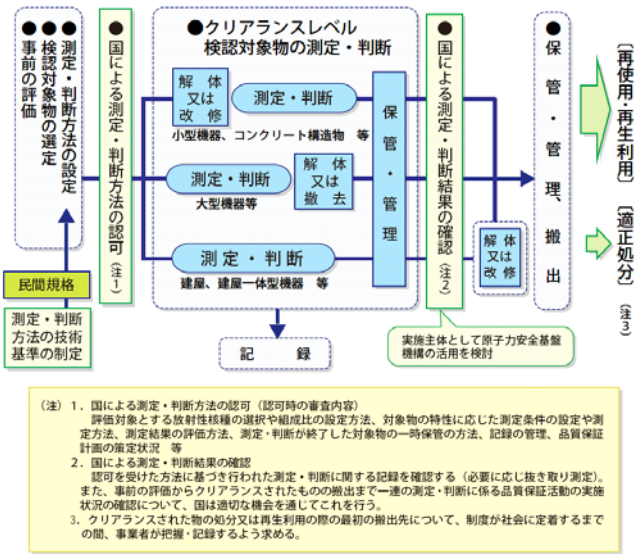 ●事前の評価
●検認対象物の選定
●測定・判断方法の設定
民間規格
測定・判断
方法の技術
基準の制定
●国による測定・判断方法の認可（注1）
●クリアランスレベル
検認対象物の測定・判断
解体
又は
改修
測定・判断
小型機器、コンクリート構造物　等
測定・判断
解体
又は
撤去
大型機器等
測定・判断
建屋、建屋一体型機器　等
保管・管理
記録
●国による測定・判断結果の確認（注2）
解体
又は
改修
実施主体として原子力安全基盤
機構の活用を検討
●保管・管理、搬出
〔再使用・再生利用〕
〔適正処分〕（注3）
（注）１．国による測定・判断方法の認可（認可時の審査内容）
評価対象とする放射性核種の選択や組成比の設定方法、対象物の特性に応じた測定条件の設定や測
定方法、測定結果の評価方法、測定・判断が終了した対象物の一時保管の方法、記録の管理、品質保証
計画の策定状況　等
２．国による測定・判断結果の確認
認可を受けた方法に基づき行われた測定・判断に関する記録を確認する（必要に応じ抜き取り測定）。
また、事前の評価からクリアランスされたものの搬出まで一連の測定・判断に係る品質保証活動の実施
状況の確認について、国は適切な機会を通じてこれを行う。
３．クリアランスされた物の処分又は再生利用の際の最初の搬出先について、制度が社会に定着するまで
の間、事業者が把握・記録するよう求める。